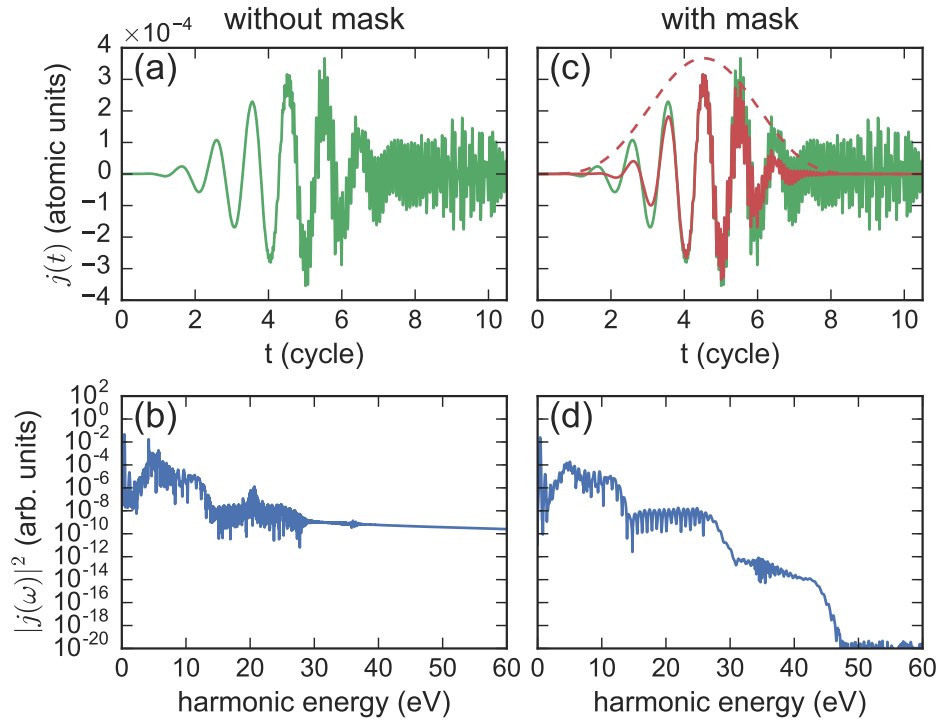 without mask
with mask
×10⁻⁴
(a)
(c)
j(t) (atomic units)
4
3
2
1
0
−1
−2
−3
−4
0 2 4 6 8 10
t (cycle)
0 2 4 6 8 10
t (cycle)
(b)
(d)
|j(ω)|² (arb. units)
10²
10⁰
10⁻²
10⁻⁴
10⁻⁶
10⁻⁸
10⁻¹⁰
10⁻¹²
10⁻¹⁴
10⁻¹⁶
10⁻¹⁸
10⁻²⁰
0 10 20 30 40 50 60
harmonic energy (eV)
0 10 20 30 40 50 60
harmonic energy (eV)